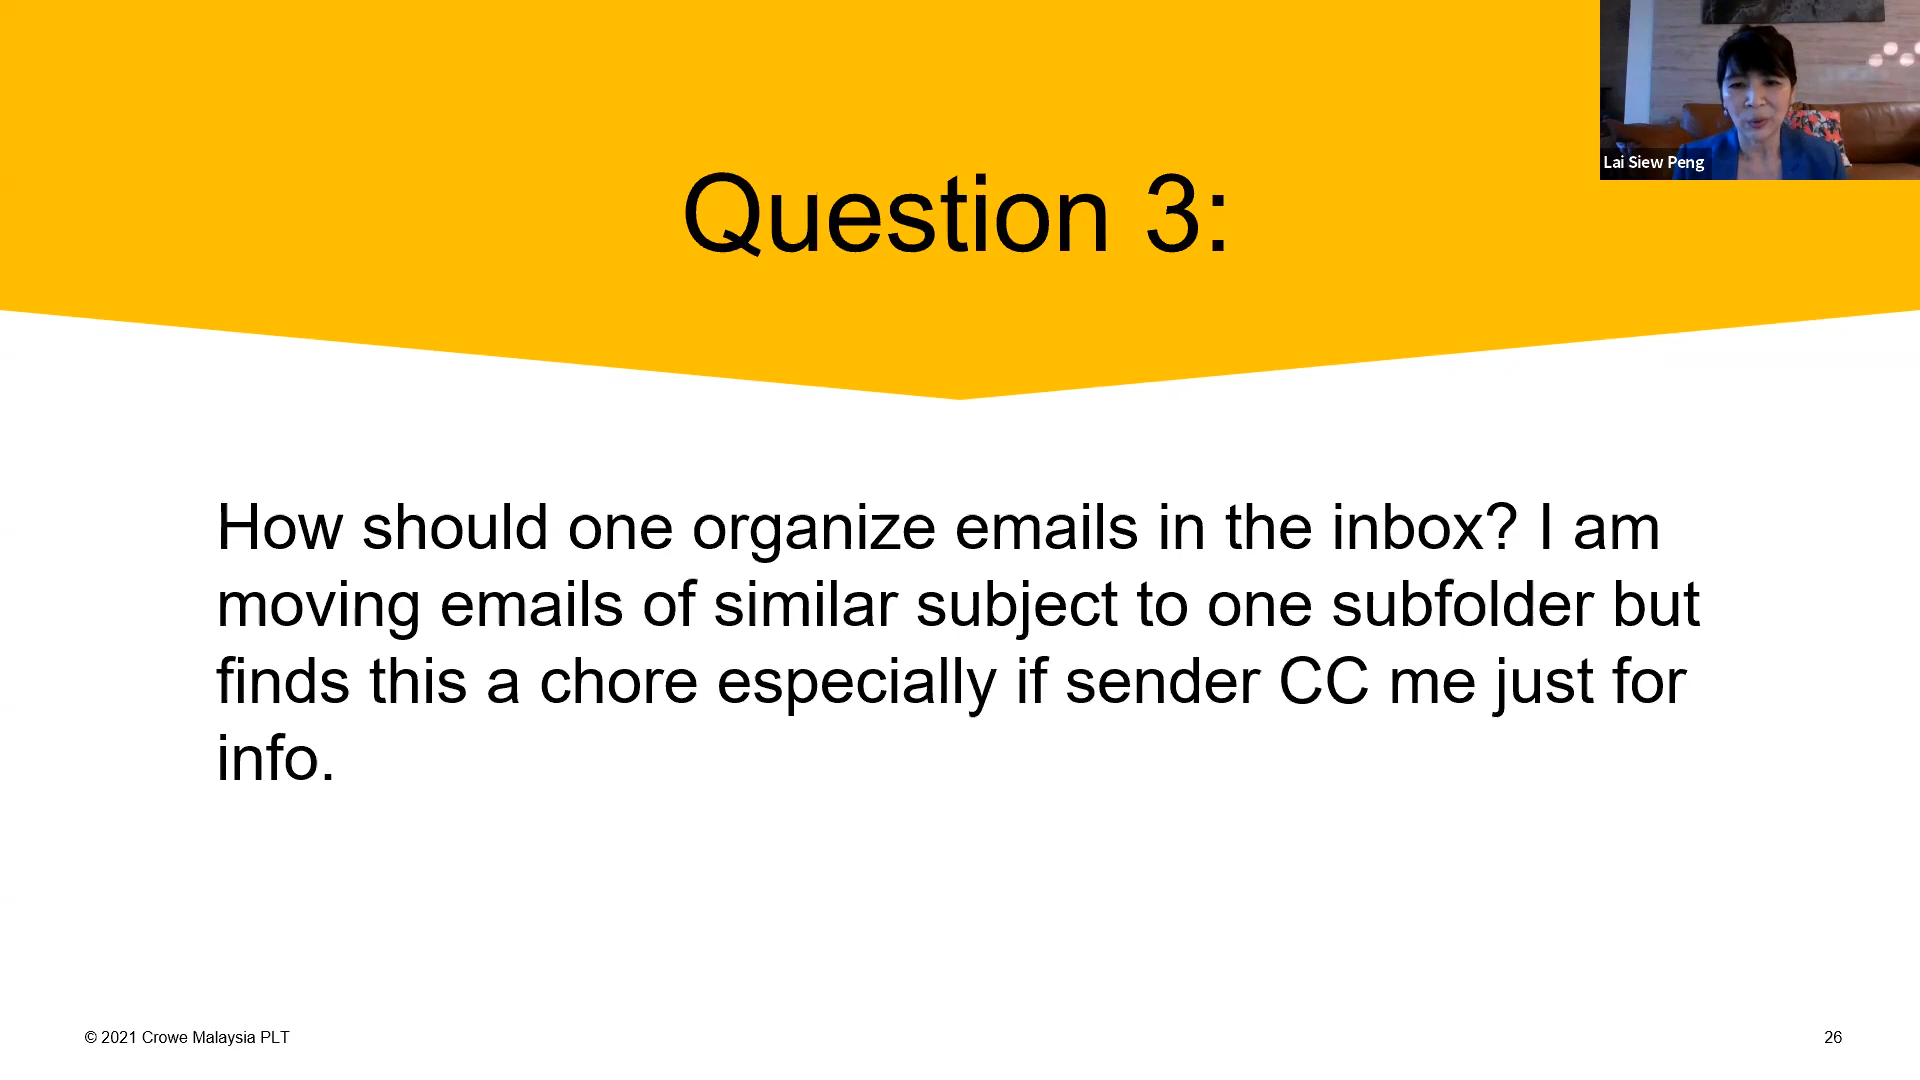 Lai Siew Peng
Question 3:
How should one organize emails in the inbox? I am
moving emails of similar subject to one subfolder but
finds this a chore especially if sender CC me just for
info.
© 2021 Crowe Malaysia PLT
26